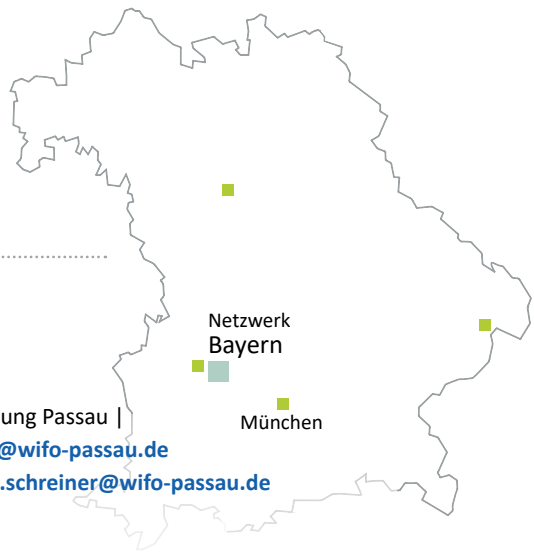 Netzwerk
Bayern
München
ung Passau |
@wifo-passau.de
.schreiner@wifo-passau.de